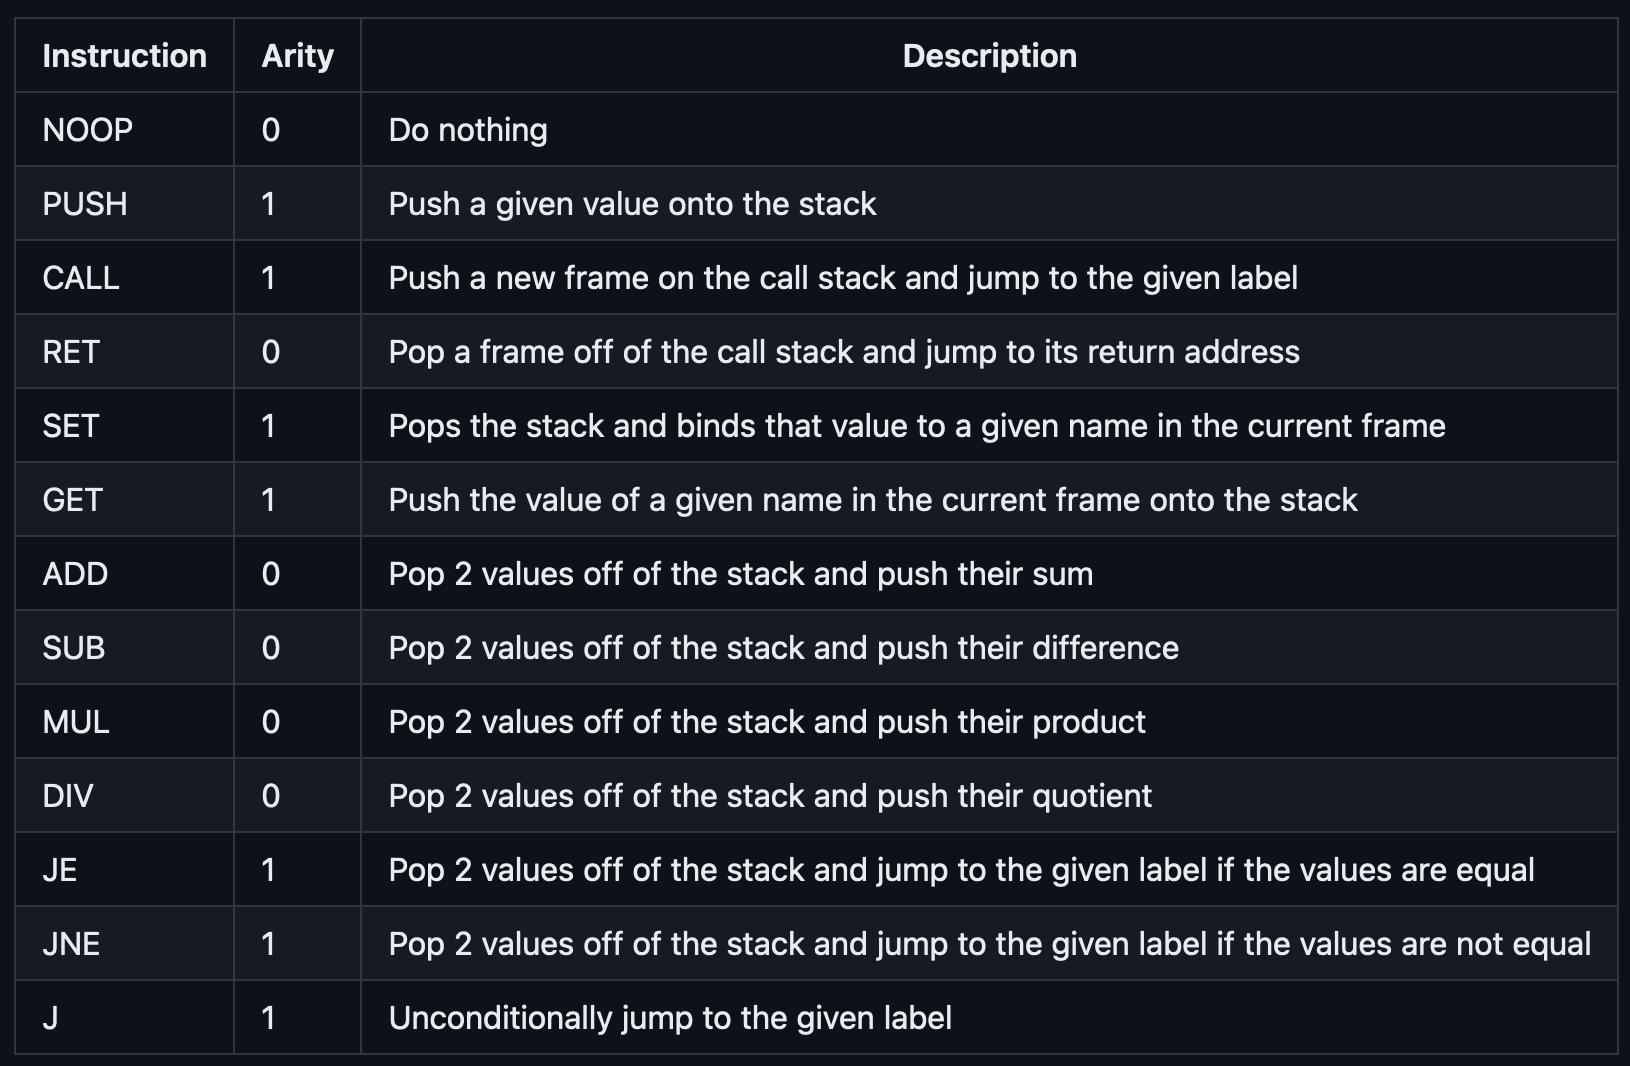 Instruction Arity Description
NOOP 0 Do nothing
PUSH 1 Push a given value onto the stack
CALL 1 Push a new frame on the call stack and jump to the given label
RET 0 Pop a frame off of the call stack and jump to its return address
SET 1 Pops the stack and binds that value to a given name in the current frame
GET 1 Push the value of a given name in the current frame onto the stack
ADD 0 Pop 2 values off of the stack and push their sum
SUB 0 Pop 2 values off of the stack and push their difference
MUL 0 Pop 2 values off of the stack and push their product
DIV 0 Pop 2 values off of the stack and push their quotient
JE 1 Pop 2 values off of the stack and jump to the given label if the values are equal
JNE 1 Pop 2 values off of the stack and jump to the given label if the values are not equal
J 1 Unconditionally jump to the given label